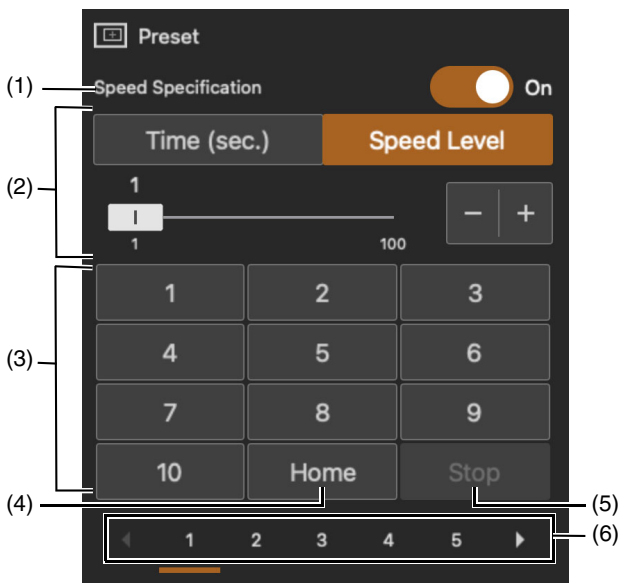 Preset
(1) Speed Specification On
(2) Time (sec.) Speed Level
1
− +
1 100
(3) 1 2 3
4 5 6
7 8 9
10 Home Stop
(4) (5)
1 2 3 4 5 (6)